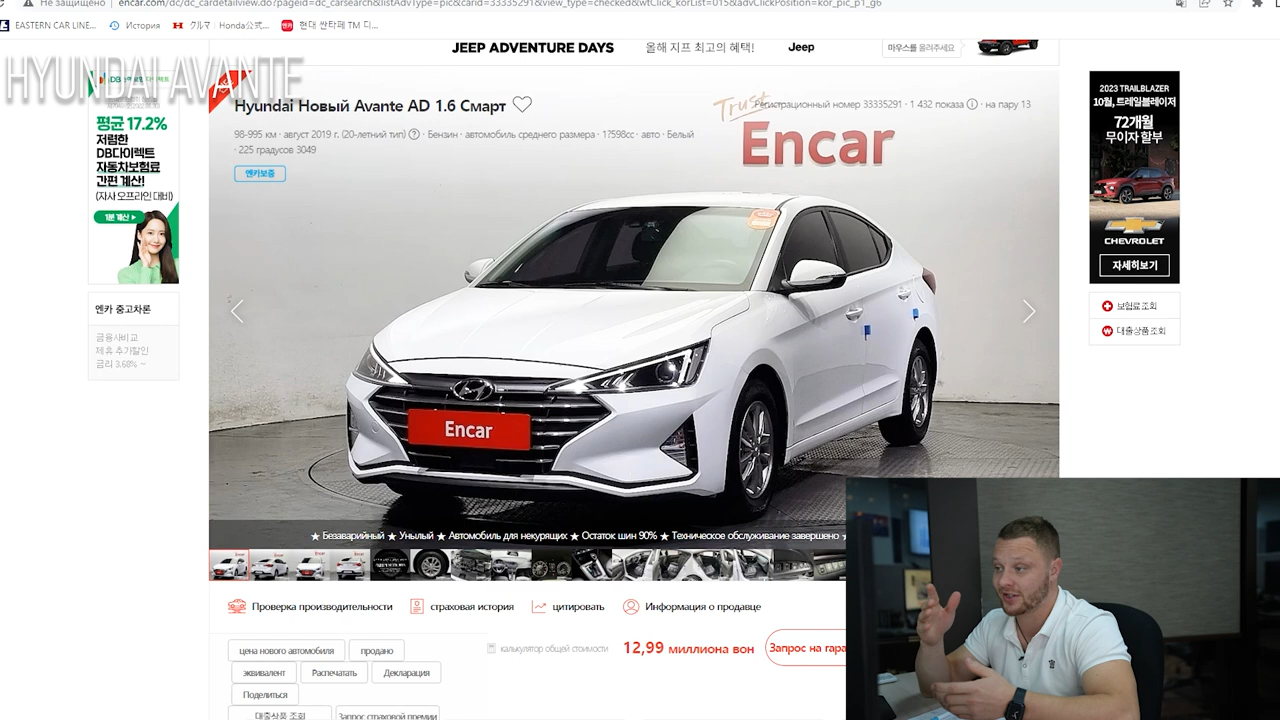 Не защищено | encar.com/dc/dc_cardetailview.do?pageid=dc_carsearch&listAdvType=pic&carid=33335291&view_type=checked&wtClick_korList=015&advClickPosition=kor_pic_p1_g6
EASTERN CAR LINE...
История
クルマ | Honda公式...
현대 싼타페 TM 디...
JEEP ADVENTURE DAYS
올해 지프 최고의 혜택!
Jeep
마우스를 올려주세요
HYUNDAI AVANTE
평균 17.2%
저렴한
DB다이렉트
자동차보험료
간편 계산!
(자사 오프라인 대비)
1분 계산 ▶
엔카 중고차론
금융사비교
제휴 추가할인
금리 3.68% ~
Hyundai Новый Avante AD 1.6 Смарт
Регистрационный номер 33335291 · 1 432 показа · на пару 13
98-995 км · август 2019 г. (20-летний тип) · Бензин · автомобиль среднего размера · 1?598cc · авто · Белый
· 225 градусов 3049
엔카보증
Trust
Encar
Encar
★ Безаварийный ★ Унылый ★ Автомобиль для некурящих ★ Остаток шин 90% ★ Техническое обслуживание завершено
2023 TRAILBLAZER
10월, 트레일블레이저
72개월
무이자 할부
CHEVROLET
자세히보기
보험료조회
대출상품조회
Проверка производительности
страховая история
цитировать
Информация о продавце
цена нового автомобиля
продано
эквивалент
Распечатать
Декларация
Поделиться
대출상품 조회
Запрос страховой премии
калькулятор общей стоимости
12,99 миллиона вон
Запрос на гара